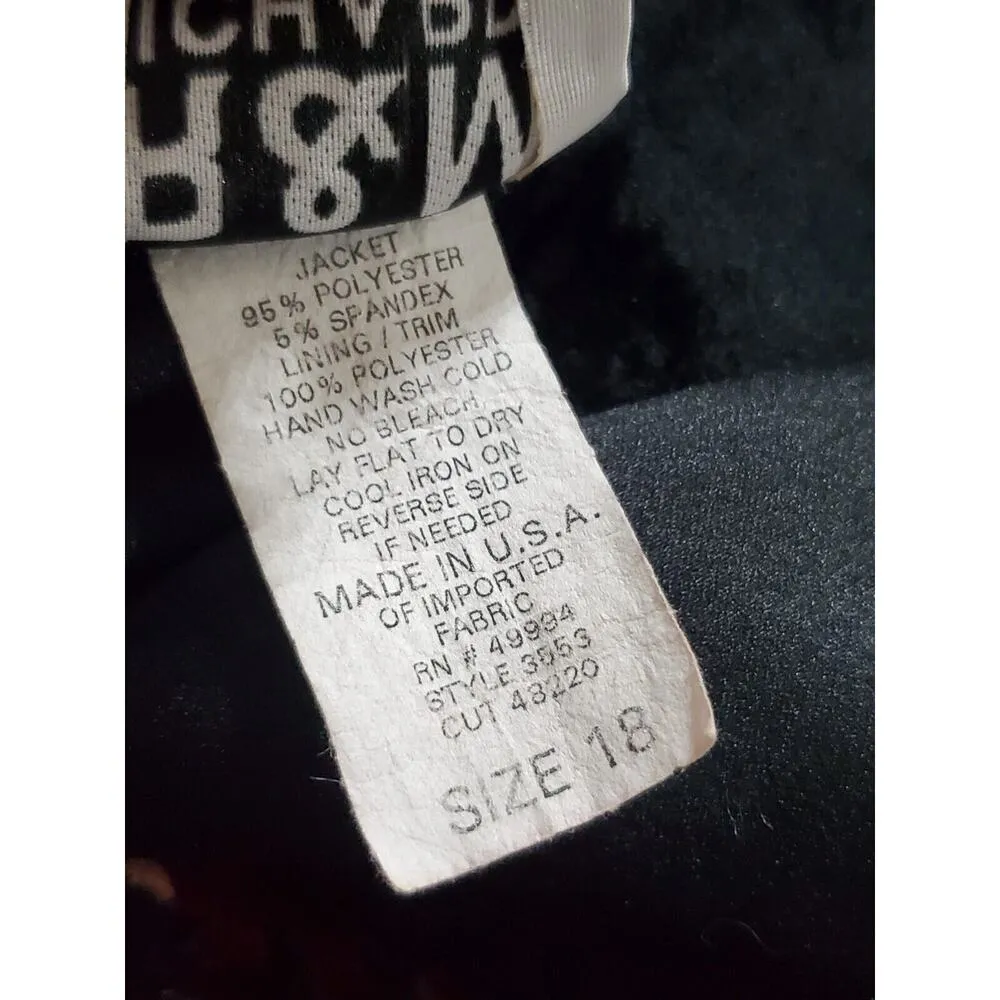 JACKET
95% POLYESTER
5% SPANDEX
LINING / TRIM
100% POLYESTER
HAND WASH COLD
NO BLEACH
LAY FLAT TO DRY
COOL IRON ON
REVERSE SIDE
IF NEEDED
MADE IN U.S.A.
OF IMPORTED
FABRIC
RN # 49994
STYLE 3553
CUT 48220
SIZE 18